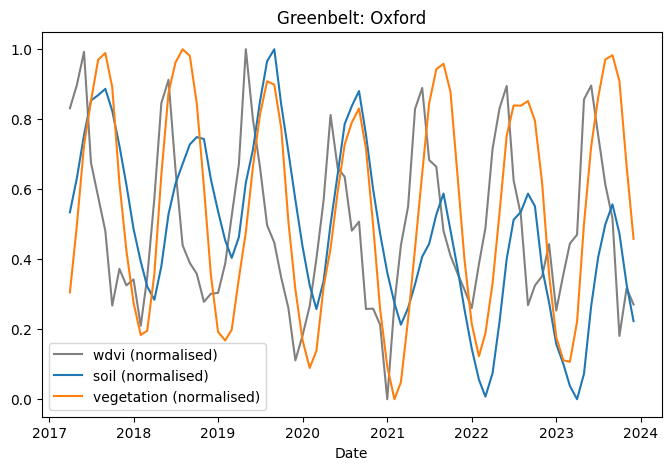 Greenbelt: Oxford
1.0
0.8
0.6
0.4
0.2
0.0
wdvi (normalised)
soil (normalised)
vegetation (normalised)
2017 2018 2019 2020 2021 2022 2023 2024
Date